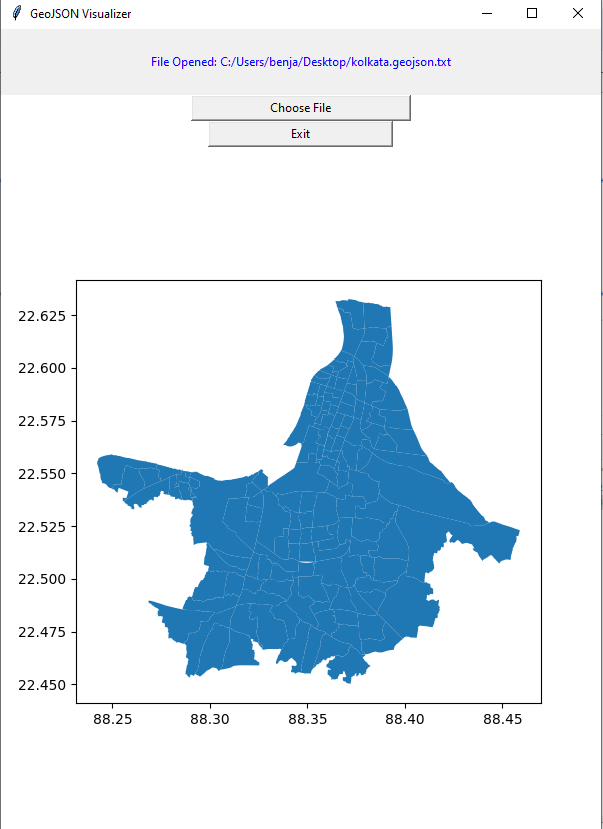 GeoJSON Visualizer
File Opened: C:/Users/benja/Desktop/kolkata.geojson.txt
Choose File
Exit
22.625
22.600
22.575
22.550
22.525
22.500
22.475
22.450
88.25 88.30 88.35 88.40 88.45